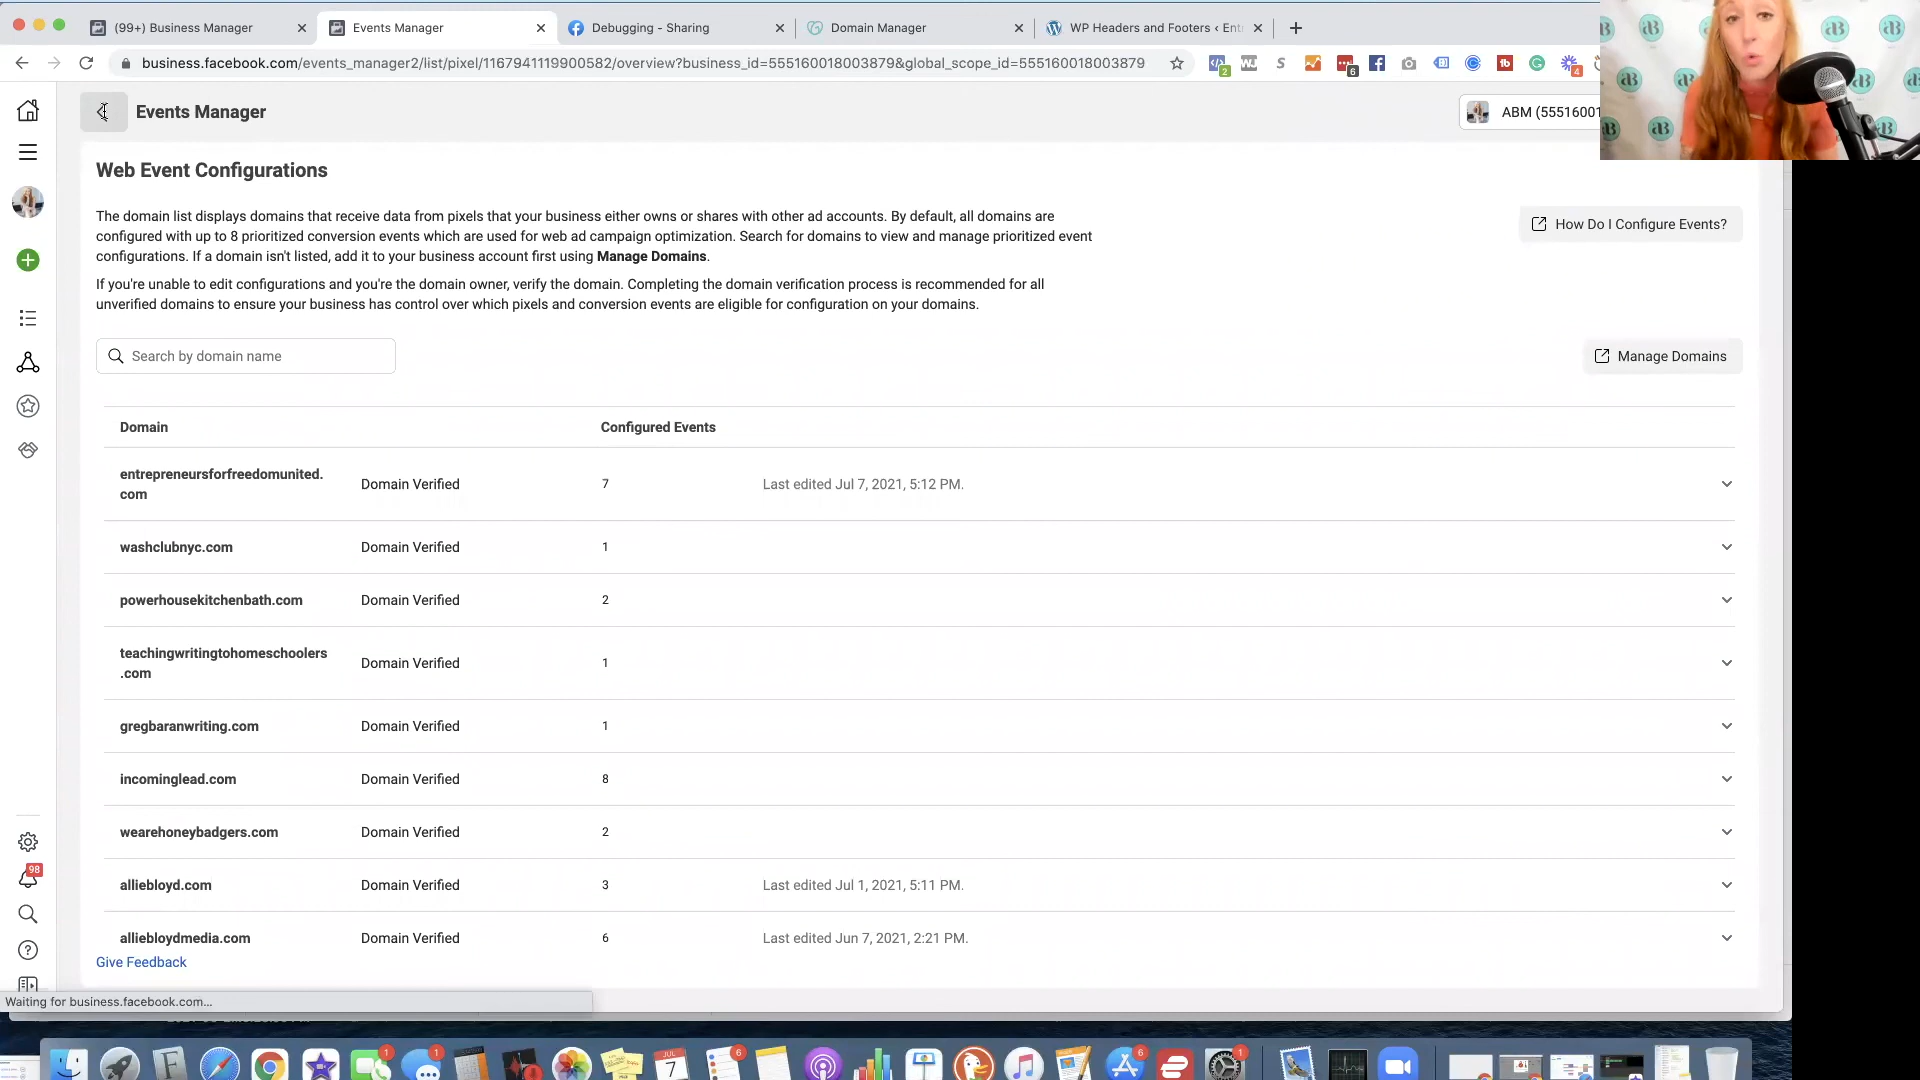 (99+) Business Manager
Events Manager
Debugging - Sharing
Domain Manager
WP Headers and Footers ‹ Ent
business.facebook.com/events_manager2/list/pixel/1167941119900582/overview?business_id=555160018003879&global_scope_id=555160018003879
Events Manager
ABM (5551600
Web Event Configurations
The domain list displays domains that receive data from pixels that your business either owns or shares with other ad accounts. By default, all domains are
configured with up to 8 prioritized conversion events which are used for web ad campaign optimization. Search for domains to view and manage prioritized event
configurations. If a domain isn't listed, add it to your business account first using Manage Domains.
How Do I Configure Events?
If you're unable to edit configurations and you're the domain owner, verify the domain. Completing the domain verification process is recommended for all
unverified domains to ensure your business has control over which pixels and conversion events are eligible for configuration on your domains.
Search by domain name
Manage Domains
Domain
Configured Events
entrepreneursforfreedomunited.
com
Domain Verified
7
Last edited Jul 7, 2021, 5:12 PM.
washclubnyc.com
Domain Verified
1
powerhousekitchenbath.com
Domain Verified
2
teachingwritingtohomeschoolers
.com
Domain Verified
1
gregbaranwriting.com
Domain Verified
1
incominglead.com
Domain Verified
8
wearehoneybadgers.com
Domain Verified
2
alliebloyd.com
Domain Verified
3
Last edited Jul 1, 2021, 5:11 PM.
alliebloydmedia.com
Domain Verified
6
Last edited Jun 7, 2021, 2:21 PM.
Give Feedback
98
Waiting for business.facebook.com...
JUL
7